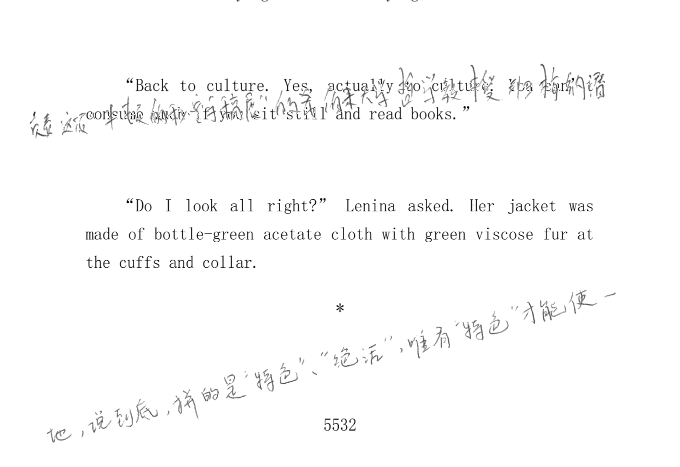 "Back to culture. Yes, actually to culture. You can't
consume much if you sit still and read books."
"Do I look all right?" Lenina asked. Her jacket was
made of bottle-green acetate cloth with green viscose fur at
the cuffs and collar.
*
地，说到底，拼的是"特色"、"绝活"，唯有"特色"才能使一
5532